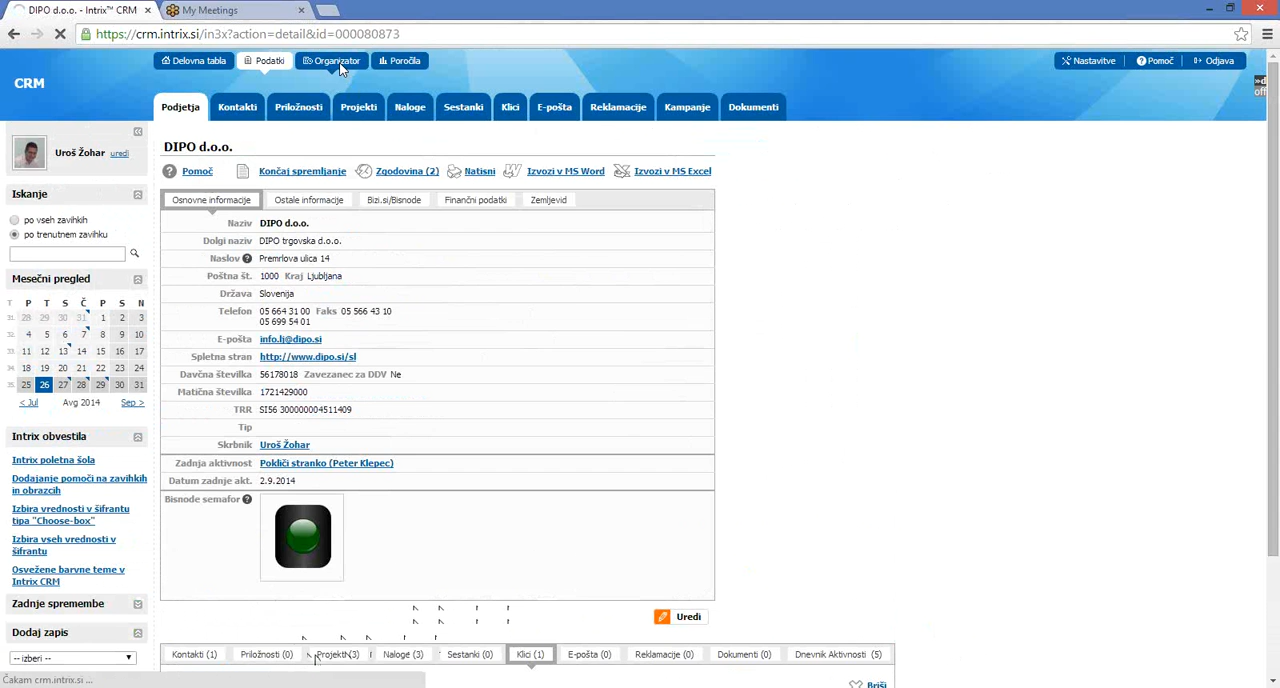 DIPO d.o.o. - Intrix™ CRM
My Meetings
https://crm.intrix.si/in3x?action=detail&id=000080873
Delovna tabla Podatki Organizator Poročila Nastavitve Pomoč Odjava
CRM
Podjetja Kontakti Priložnosti Projekti Naloge Sestanki Klici E-pošta Reklamacije Kampanje Dokumenti
Uroš Žohar uredi
DIPO d.o.o.
Pomoč Končaj spremljanje Zgodovina (2) Natisni Izvozi v MS Word Izvozi v MS Excel
Iskanje
po vseh zavihkih
po trenutnem zavihku
Mesečni pregled
T P T S Č P S N
31. 28 29 30 31 1 2 3
32. 4 5 6 7 8 9 10
33. 11 12 13 14 15 16 17
34. 18 19 20 21 22 23 24
35. 25 26 27 28 29 30 31
< Jul Avg 2014 Sep >
Intrix obvestila
Intrix poletna šola
Dodajanje pomoči na zavihkih
in obrazcih
Izbira vrednosti v šifrantu
tipa "Choose-box"
Izbira vseh vrednosti v
šifrantu
Osvežene barvne teme v
Intrix CRM
Zadnje spremembe
Dodaj zapis
-- izberi --
Čakam crm.intrix.si ...
Osnovne informacije Ostale informacije Bizi.si/Bisnode Finančni podatki Zemljevid
Naziv DIPO d.o.o.
Dolgi naziv DIPO trgovska d.o.o.
Naslov Premrlova ulica 14
Poštna št. 1000 Kraj Ljubljana
Država Slovenija
Telefon 05 664 31 00 Faks 05 566 43 10
05 699 54 01
E-pošta info.lj@dipo.si
Spletna stran http://www.dipo.si/sl
Davčna številka 56178018 Zavezanec za DDV Ne
Matična številka 1721429000
TRR SI56 300000004511409
Tip
Skrbnik Uroš Žohar
Zadnja aktivnost Pokliči stranko (Peter Klepec)
Datum zadnje akt. 2.9.2014
Bisnode semafor
Uredi
Kontakti (1) Priložnosti (0) Projekti (3) Naloge (3) Sestanki (0) Klici (1) E-pošta (0) Reklamacije (0) Dokumenti (0) Dnevnik Aktivnosti (5)
Briši